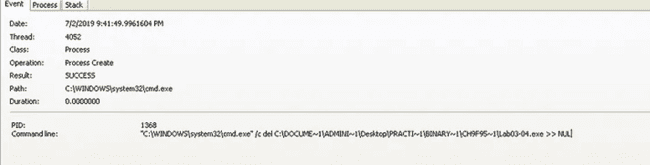 Event Process Stack
Date: 7/2/2019 9:41:49.9961604 PM
Thread: 4052
Class: Process
Operation: Process Create
Result: SUCCESS
Path: C:\WINDOWS\system32\cmd.exe
Duration: 0.0000000
PID: 1368
Command line: "C:\WINDOWS\system32\cmd.exe" /c del C:\DOCUME~1\ADMINI~1\Desktop\PRACTI~1\BINARY~1\CH9F95~1\Lab03-04.exe >> NUL